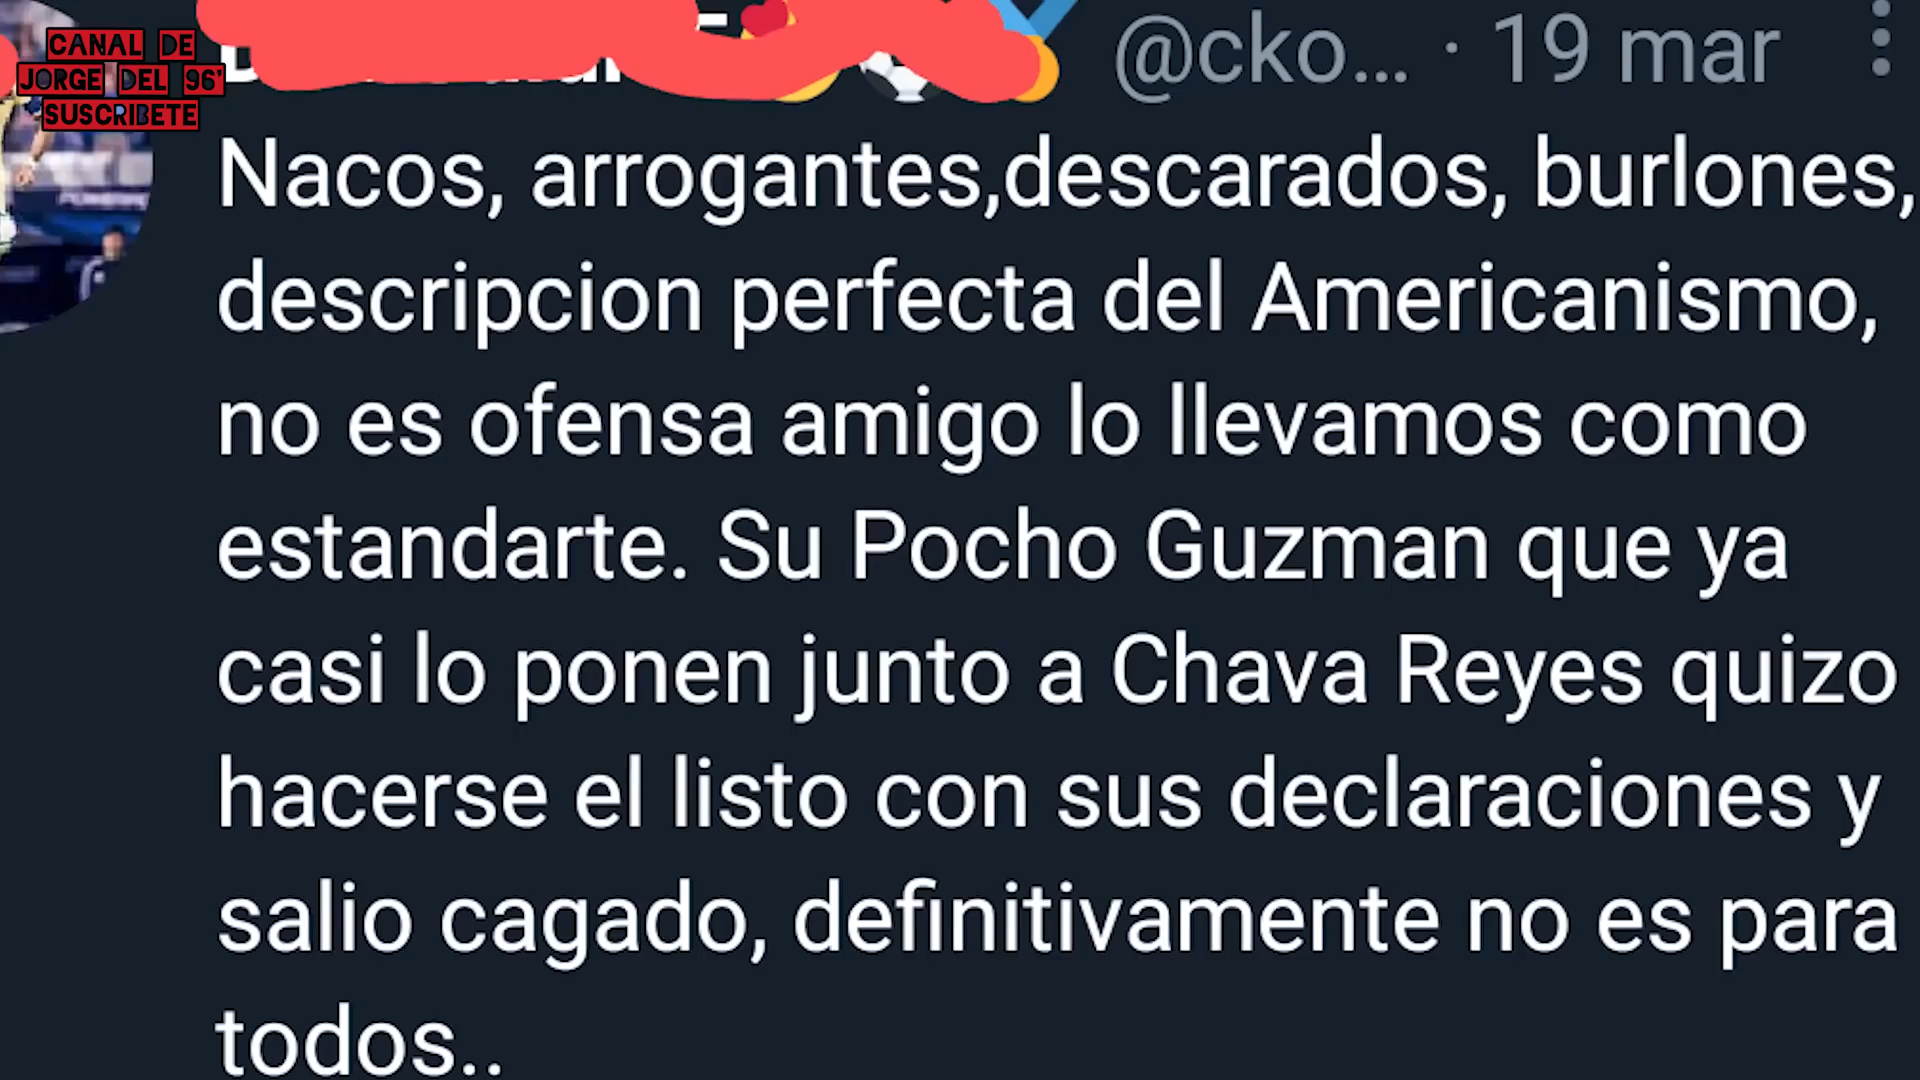 CANAL DE
JORGE DEL 96'
SUSCRIBETE
@cko... · 19 mar
Nacos, arrogantes,descarados, burlones,
descripcion perfecta del Americanismo,
no es ofensa amigo lo llevamos como
estandarte. Su Pocho Guzman que ya
casi lo ponen junto a Chava Reyes quizo
hacerse el listo con sus declaraciones y
salio cagado, definitivamente no es para
todos..